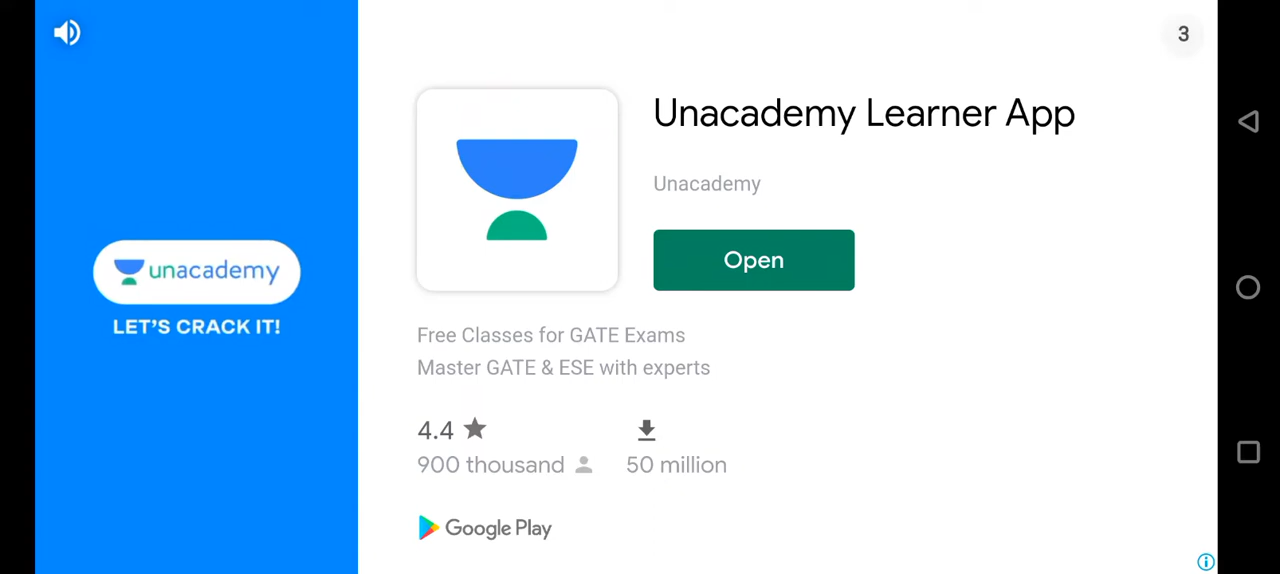 3
Unacademy Learner App
Unacademy
Open
unacademy
LET'S CRACK IT!
Free Classes for GATE Exams
Master GATE & ESE with experts
4.4
900 thousand
50 million
Google Play